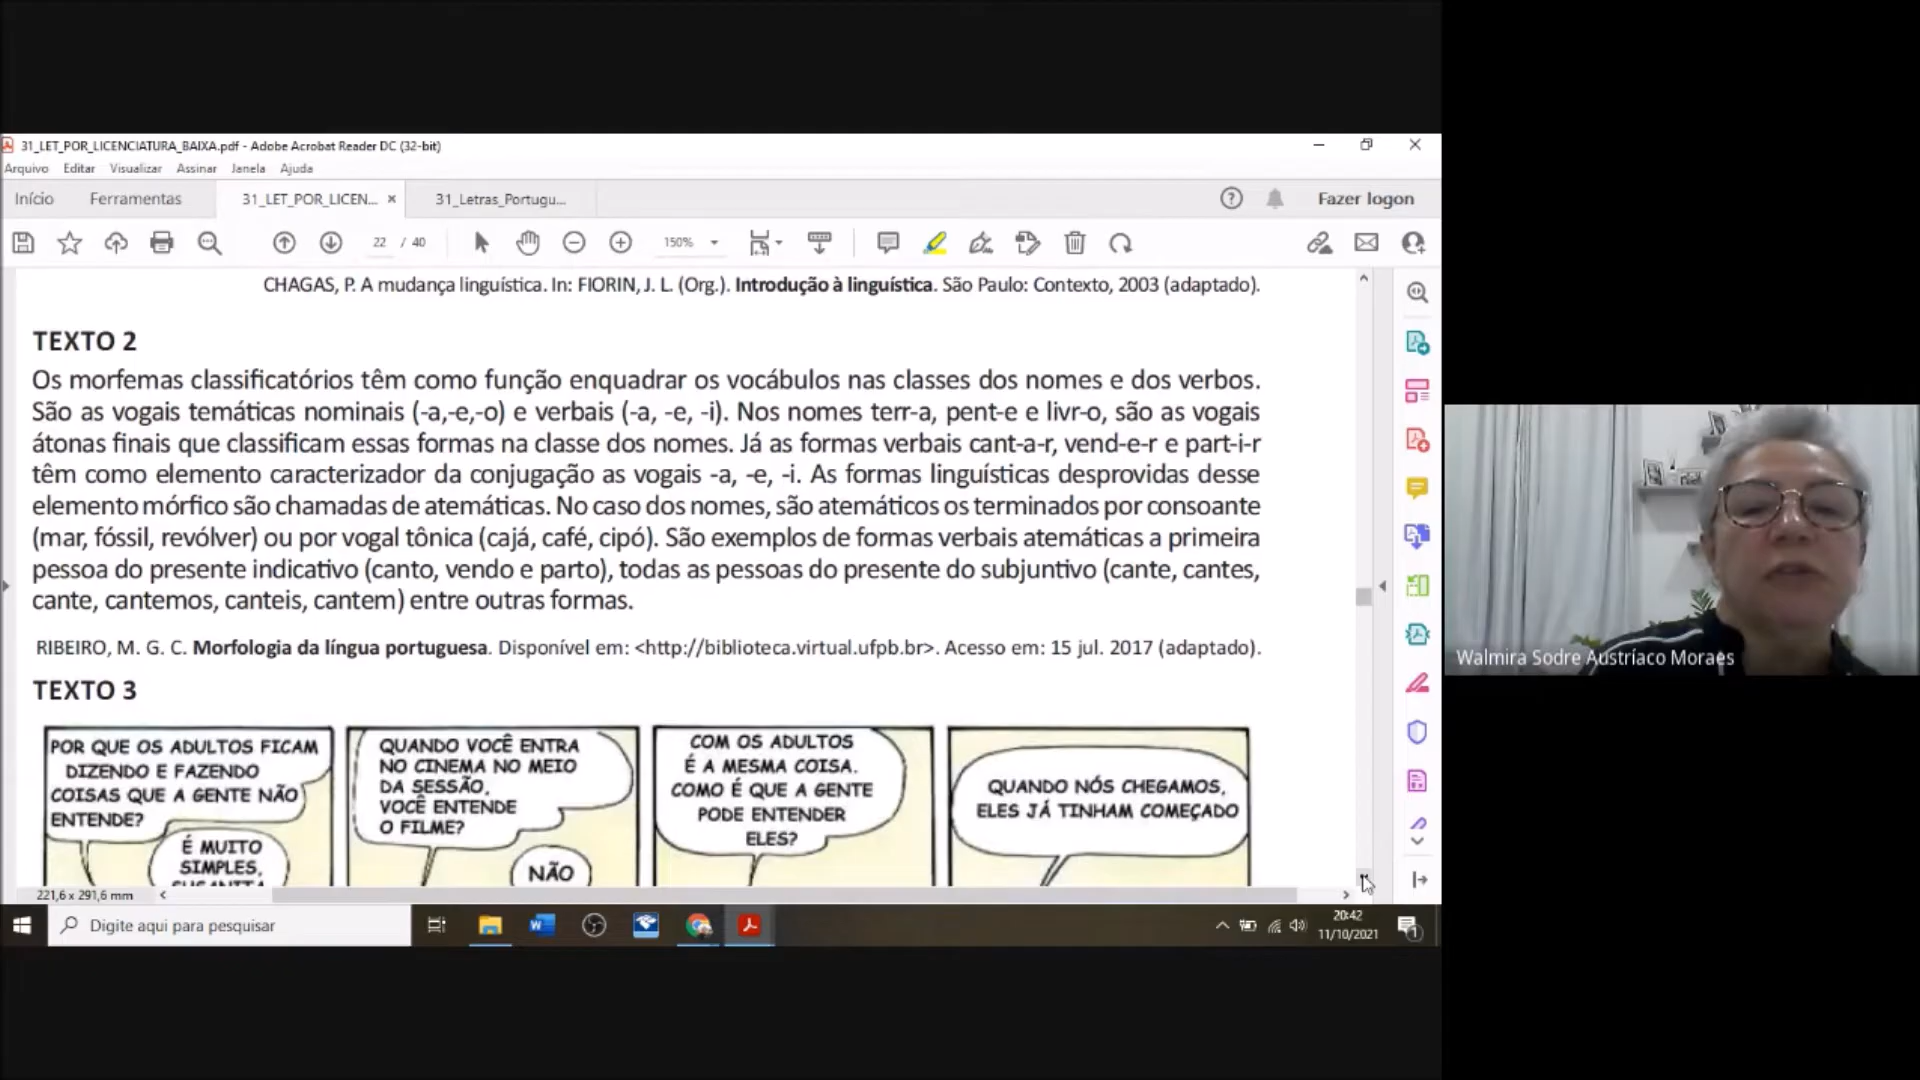 31_LET_POR_LICENCIATURA_BAIXA.pdf - Adobe Acrobat Reader DC (32-bit)
Arquivo Editar Visualizar Assinar Janela Ajuda
Início Ferramentas 31_LET_POR_LICEN... × 31_Letras_Portugu... Fazer logon
22 / 40 150%
CHAGAS, P. A mudança linguística. In: FIORIN, J. L. (Org.). Introdução à linguística. São Paulo: Contexto, 2003 (adaptado).
TEXTO 2
Os morfemas classificatórios têm como função enquadrar os vocábulos nas classes dos nomes e dos verbos.
São as vogais temáticas nominais (-a,-e,-o) e verbais (-a, -e, -i). Nos nomes terr-a, pent-e e livr-o, são as vogais
átonas finais que classificam essas formas na classe dos nomes. Já as formas verbais cant-a-r, vend-e-r e part-i-r
têm como elemento caracterizador da conjugação as vogais -a, -e, -i. As formas linguísticas desprovidas desse
elemento mórfico são chamadas de atemáticas. No caso dos nomes, são atemáticos os terminados por consoante
(mar, fóssil, revólver) ou por vogal tônica (cajá, café, cipó). São exemplos de formas verbais atemáticas a primeira
pessoa do presente indicativo (canto, vendo e parto), todas as pessoas do presente do subjuntivo (cante, cantes,
cante, cantemos, canteis, cantem) entre outras formas.
RIBEIRO, M. G. C. Morfologia da língua portuguesa. Disponível em: <http://biblioteca.virtual.ufpb.br>. Acesso em: 15 jul. 2017 (adaptado).
TEXTO 3
POR QUE OS ADULTOS FICAM
DIZENDO E FAZENDO
COISAS QUE A GENTE NÃO
ENTENDE?
É MUITO
SIMPLES,
SUSANITA
QUANDO VOCÊ ENTRA
NO CINEMA NO MEIO
DA SESSÃO,
VOCÊ ENTENDE
O FILME?
NÃO
COM OS ADULTOS
É A MESMA COISA.
COMO É QUE A GENTE
PODE ENTENDER
ELES?
QUANDO NÓS CHEGAMOS,
ELES JÁ TINHAM COMEÇADO
221,6 x 291,6 mm
Digite aqui para pesquisar
20:42
11/10/2021
1
Walmira Sodre Austríaco Moraes